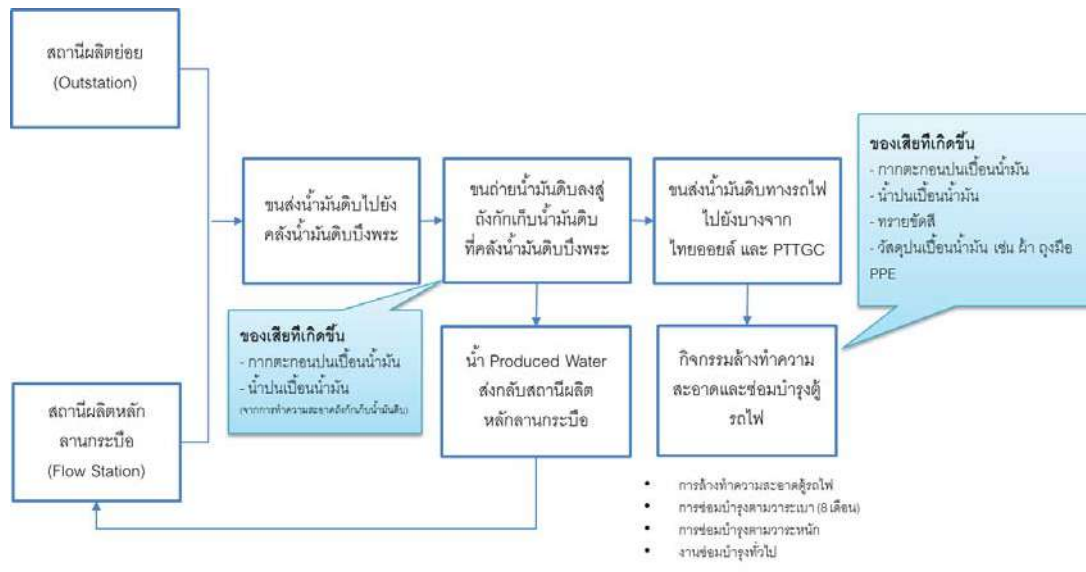 สถานีผลิตย่อย
(Outstation)
ขนส่งน้ำมันดิบไปยัง
คลังน้ำมันดิบบึงพระ
ขนถ่ายน้ำมันดิบลงสู่
ถังกักเก็บน้ำมันดิบ
ที่คลังน้ำมันดิบบึงพระ
ขนส่งน้ำมันดิบทางรถไฟ
ไปยังบางจาก
ไทยออยล์ และ PTTGC
ของเสียที่เกิดขึ้น
- กากตะกอนปนเปื้อนน้ำมัน
- น้ำปนเปื้อนน้ำมัน
- ทรายขัดสี
- วัสดุปนเปื้อนน้ำมัน เช่น ผ้า ถุงมือ
PPE
ของเสียที่เกิดขึ้น
- กากตะกอนปนเปื้อนน้ำมัน
- น้ำปนเปื้อนน้ำมัน
(จากการทำความสะอาดถังกักเก็บน้ำมันดิบ)
สถานีผลิตหลัก
ลานกระบือ
(Flow Station)
น้ำ Produced Water
ส่งกลับสถานีผลิต
หลักลานกระบือ
กิจกรรมล้างทำความ
สะอาดและซ่อมบำรุงตู้
รถไฟ
• การล้างทำความสะอาดตู้รถไฟ
• การซ่อมบำรุงตามวาระเบา (8 เดือน)
• การซ่อมบำรุงตามวาระหนัก
• งานซ่อมบำรุงทั่วไป